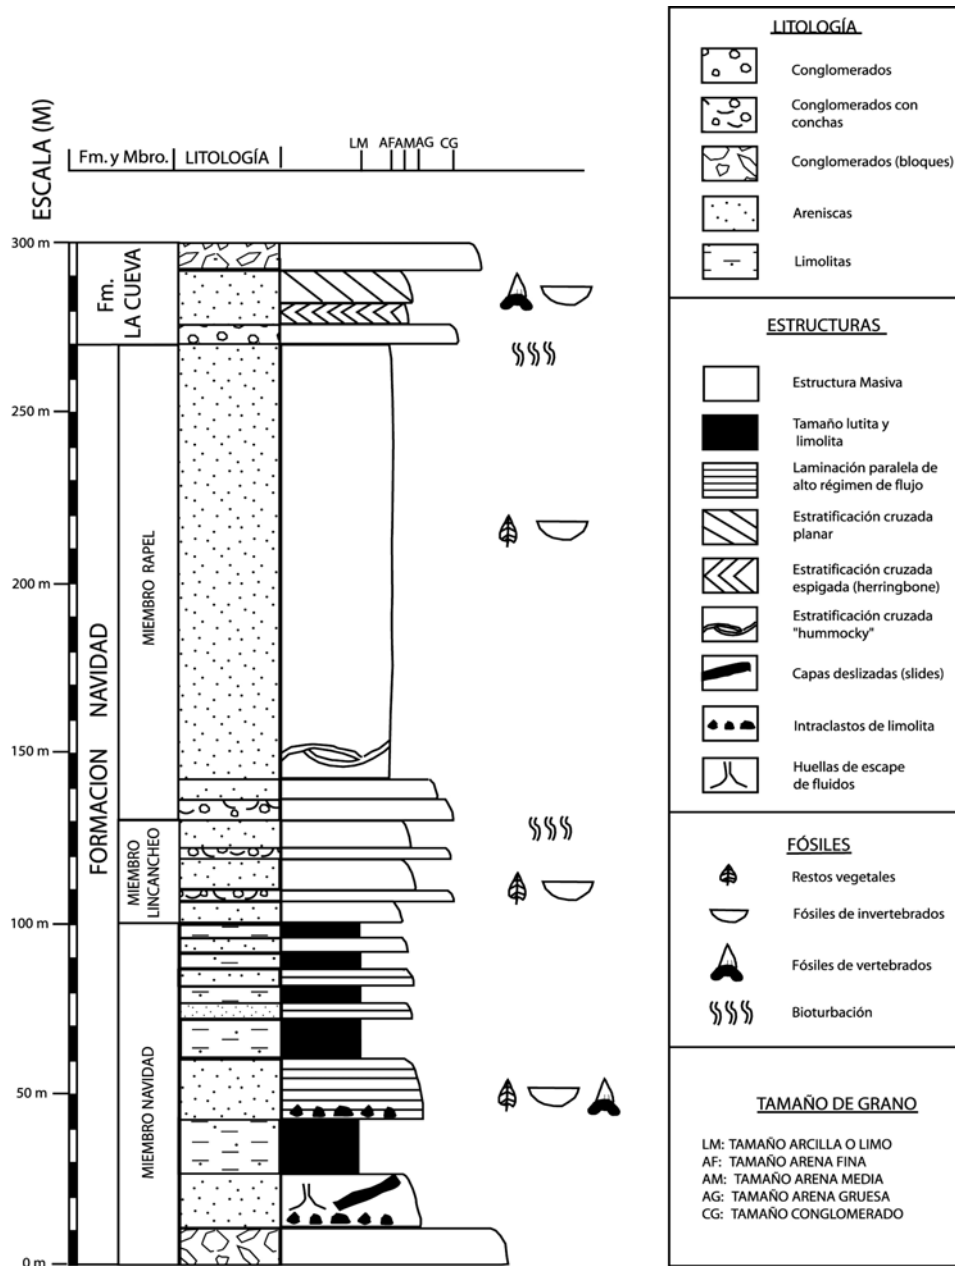 ESCALA (M)
Fm. y Mbro.
LITOLOGÍA
LM
AF
AM
AG
CG
300 m
250 m
200 m
150 m
100 m
50 m
0 m
Fm.
LA CUEVA
FORMACION NAVIDAD
MIEMBRO RAPEL
MIEMBRO
LINCANCHEO
MIEMBRO NAVIDAD
LITOLOGÍA
Conglomerados
Conglomerados con
conchas
Conglomerados (bloques)
Areniscas
Limolitas
ESTRUCTURAS
Estructura Masiva
Tamaño lutita y
limolita
Laminación paralela de
alto régimen de flujo
Estratificación cruzada
planar
Estratificación cruzada
espigada (herringbone)
Estratificación cruzada
"hummocky"
Capas deslizadas (slides)
Intraclastos de limolita
Huellas de escape
de fluidos
FÓSILES
Restos vegetales
Fósiles de invertebrados
Fósiles de vertebrados
Bioturbación
TAMAÑO DE GRANO
LM: TAMAÑO ARCILLA O LIMO
AF: TAMAÑO ARENA FINA
AM: TAMAÑO ARENA MEDIA
AG: TAMAÑO ARENA GRUESA
CG: TAMAÑO CONGLOMERADO